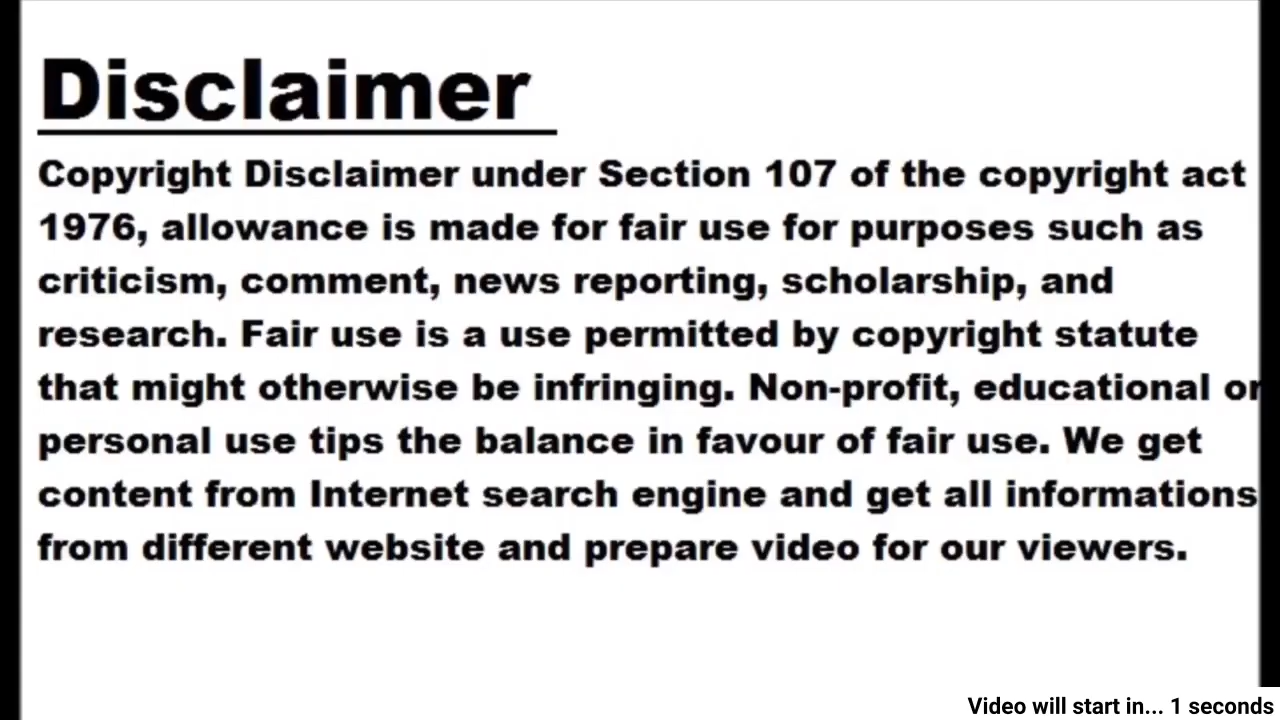 Disclaimer
Copyright Disclaimer under Section 107 of the copyright act
1976, allowance is made for fair use for purposes such as
criticism, comment, news reporting, scholarship, and
research. Fair use is a use permitted by copyright statute
that might otherwise be infringing. Non-profit, educational or
personal use tips the balance in favour of fair use. We get
content from Internet search engine and get all informations
from different website and prepare video for our viewers.
Video will start in... 1 seconds